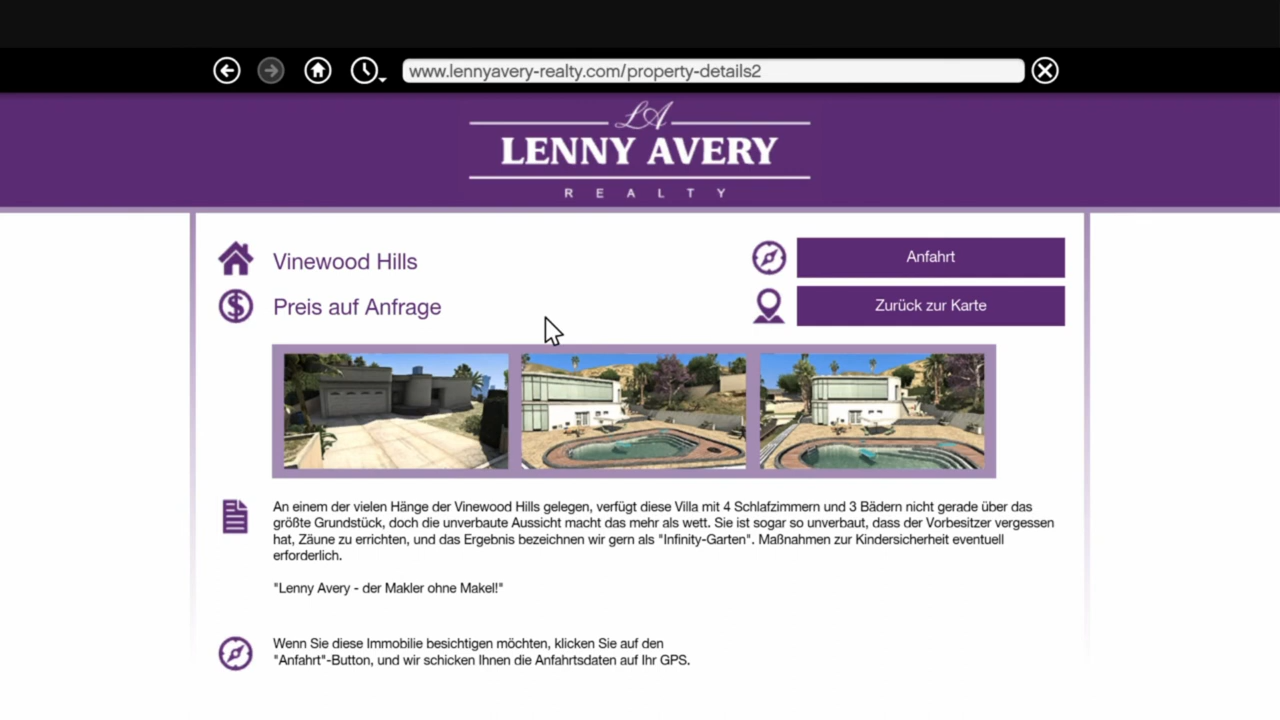 www.lennyavery-realty.com/property-details2
LA
LENNY AVERY
REALTY
Vinewood Hills
Anfahrt
Preis auf Anfrage
Zurück zur Karte
An einem der vielen Hänge der Vinewood Hills gelegen, verfügt diese Villa mit 4 Schlafzimmern und 3 Bädern nicht gerade über das
größte Grundstück, doch die unverbaute Aussicht macht das mehr als wett. Sie ist sogar so unverbaut, dass der Vorbesitzer vergessen
hat, Zäune zu errichten, und das Ergebnis bezeichnen wir gern als "Infinity-Garten". Maßnahmen zur Kindersicherheit eventuell
erforderlich.
"Lenny Avery - der Makler ohne Makel!"
Wenn Sie diese Immobilie besichtigen möchten, klicken Sie auf den
"Anfahrt"-Button, und wir schicken Ihnen die Anfahrtsdaten auf Ihr GPS.